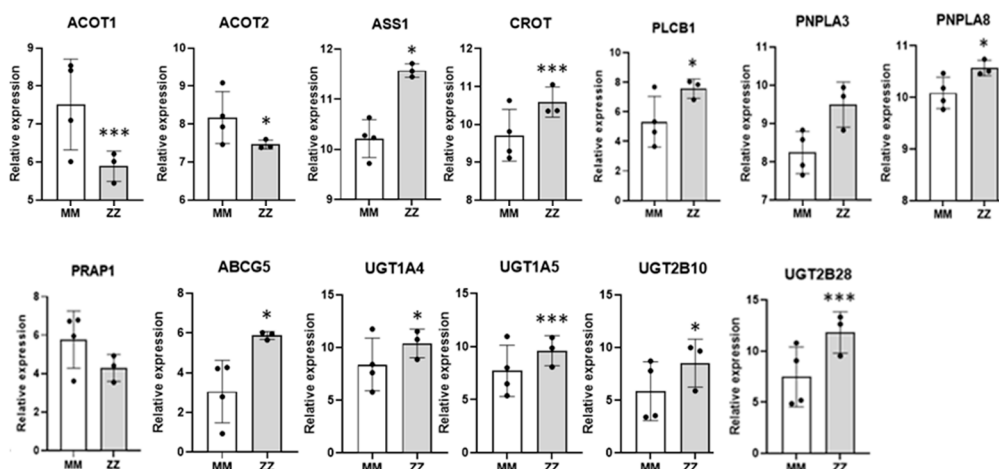 ACOT1
Relative expression
9
8
7
6
5
***
MM
ZZ
ACOT2
Relative expression
10
9
8
7
6
*
MM
ZZ
ASS1
Relative expression
12
11
10
9
*
MM
ZZ
CROT
Relative expression
12
11
10
9
8
***
MM
ZZ
PLCB1
Relative expression
10
8
6
4
2
0
*
MM
ZZ
PNPLA3
Relative expression
11
10
9
8
7
MM
ZZ
PNPLA8
Relative expression
11
10
9
8
*
MM
ZZ
PRAP1
Relative expression
8
6
4
2
0
MM
ZZ
ABCG5
Relative expression
8
6
4
2
0
*
MM
ZZ
UGT1A4
Relative expression
15
10
5
0
*
MM
ZZ
UGT1A5
Relative expression
15
10
5
0
***
MM
ZZ
UGT2B10
Relative expression
15
10
5
0
*
MM
ZZ
UGT2B28
Relative expression
15
10
5
0
***
MM
ZZ